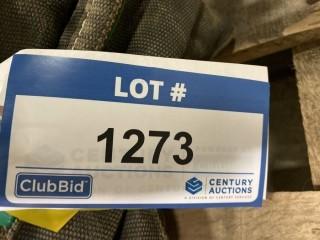 LOT #
1273
ClubBid
CENTURY
AUCTIONS
A DIVISION OF CENTURY SERVICES